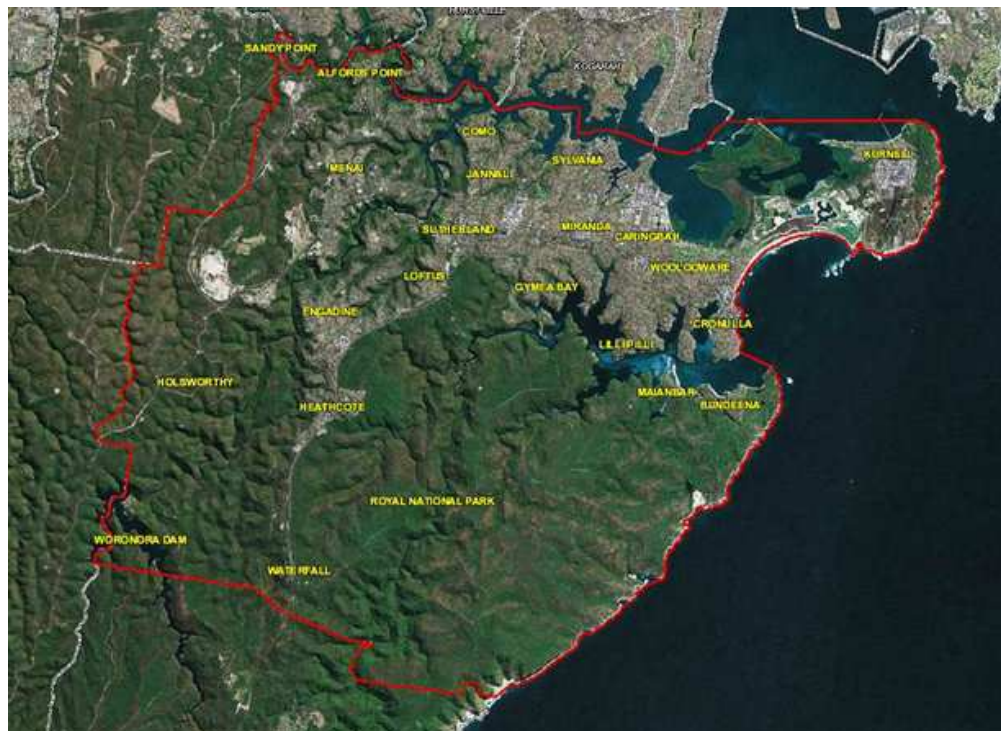 SANDY POINT
ALFORDS POINT
KOGARAH
COMO
SYLVANIA
KURNELL
MENAI
JANNALI
SUTHERLAND
MIRANDA
CARINGBAH
LOFTUS
WOOLOOWARE
GYMEA BAY
ENGADINE
CRONULLA
LILLI PILLI
HOLSWORTHY
MAIANBAR
BUNDEENA
HEATHCOTE
ROYAL NATIONAL PARK
WORONORA DAM
WATERFALL